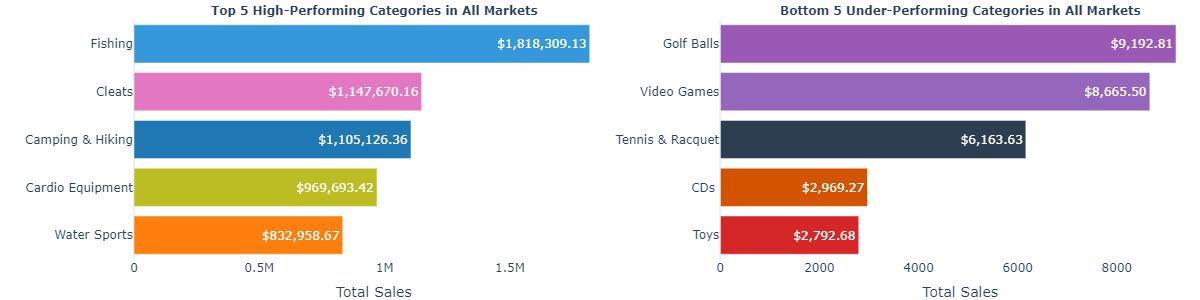 Top 5 High-Performing Categories in All Markets
Fishing
$1,818,309.13
Cleats
$1,147,670.16
Camping & Hiking
$1,105,126.36
Cardio Equipment
$969,693.42
Water Sports
$832,958.67
0
0.5M
1M
1.5M
Total Sales
Bottom 5 Under-Performing Categories in All Markets
Golf Balls
$9,192.81
Video Games
$8,665.50
Tennis & Racquet
$6,163.63
CDs
$2,969.27
Toys
$2,792.68
0
2000
4000
6000
8000
Total Sales